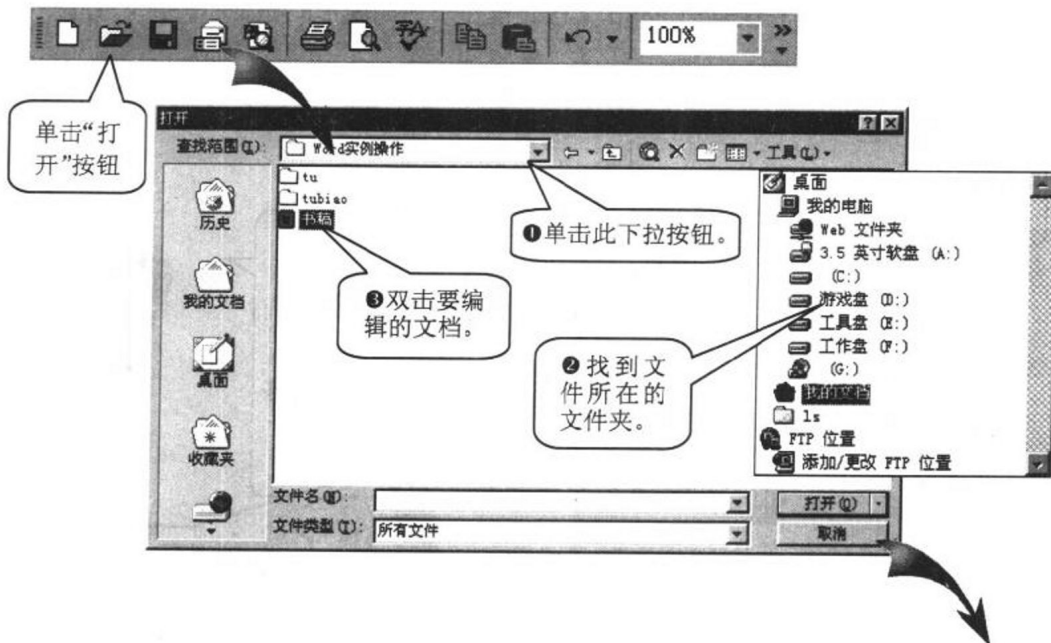 100%
单击“打
开”按钮
打开
查找范围(I):
Word实例操作
工具(L)
历史
我的文档
桌面
收藏夹
tu
tubiao
书稿
❶单击此下拉按钮。
❸双击要编
辑的文档。
❷找到文
件所在的
文件夹。
桌面
我的电脑
Web 文件夹
3.5 英寸软盘 (A:)
(C:)
游戏盘 (D:)
工具盘 (E:)
工作盘 (F:)
(G:)
我的文档
ls
FTP 位置
添加/更改 FTP 位置
文件名(N):
打开(O)
文件类型(T):
所有文件
取消